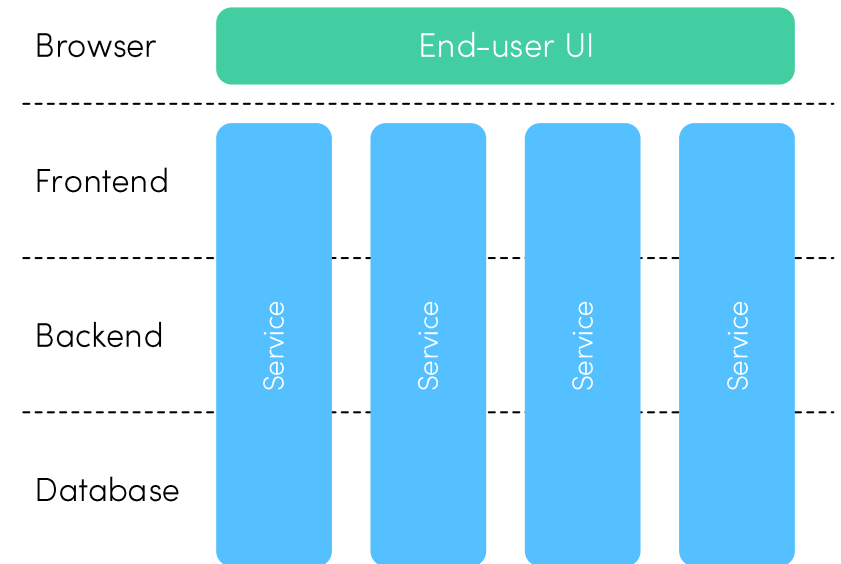 Browser
End-user UI
Frontend
Backend
Service
Service
Service
Service
Database